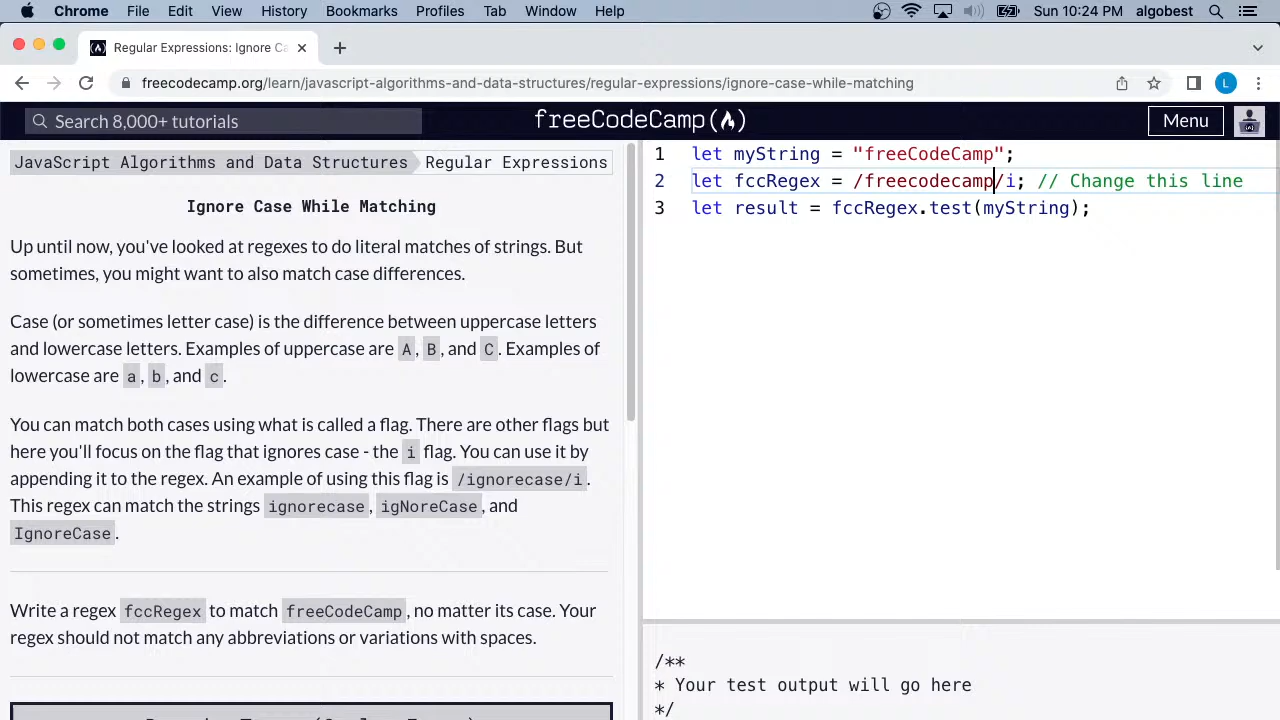 Chrome File Edit View History Bookmarks Profiles Tab Window Help Sun 10:24 PM algobest
Regular Expressions: Ignore Ca
freecodecamp.org/learn/javascript-algorithms-and-data-structures/regular-expressions/ignore-case-while-matching L
Search 8,000+ tutorials freeCodeCamp Menu
JavaScript Algorithms and Data Structures Regular Expressions
Ignore Case While Matching
Up until now, you've looked at regexes to do literal matches of strings. But
sometimes, you might want to also match case differences.
Case (or sometimes letter case) is the difference between uppercase letters
and lowercase letters. Examples of uppercase are A, B, and C. Examples of
lowercase are a, b, and c.
You can match both cases using what is called a flag. There are other flags but
here you'll focus on the flag that ignores case - the i flag. You can use it by
appending it to the regex. An example of using this flag is /ignorecase/i.
This regex can match the strings ignorecase, igNoreCase, and
IgnoreCase.
Write a regex fccRegex to match freeCodeCamp, no matter its case. Your
regex should not match any abbreviations or variations with spaces.
1 let myString = "freeCodeCamp";
2 let fccRegex = /freecodecamp/i; // Change this line
3 let result = fccRegex.test(myString);
/**
* Your test output will go here
*/